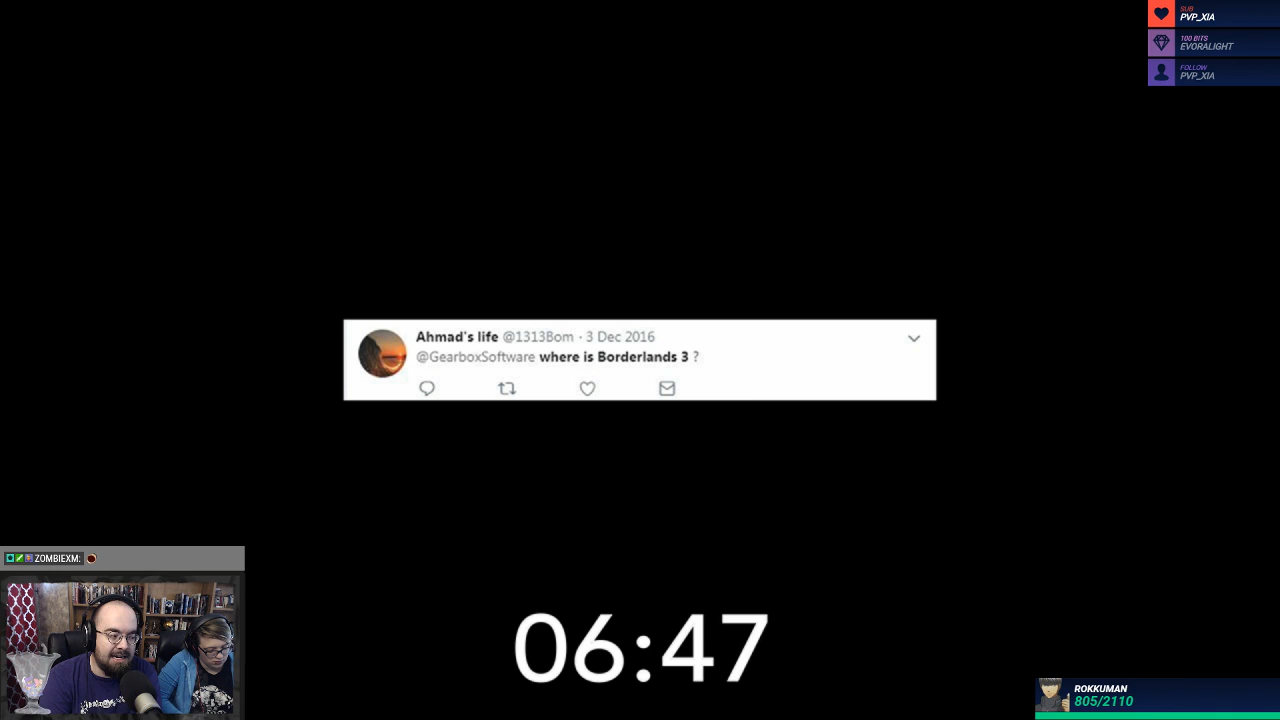 SUB
PVP_XIA
100 BITS
EVORALIGHT
FOLLOW
PVP_XIA
Ahmad's life @1313Bom · 3 Dec 2016
@GearboxSoftware where is Borderlands 3 ?
ZOMBIEXM:
06:47
ROKKUMAN
805/2110